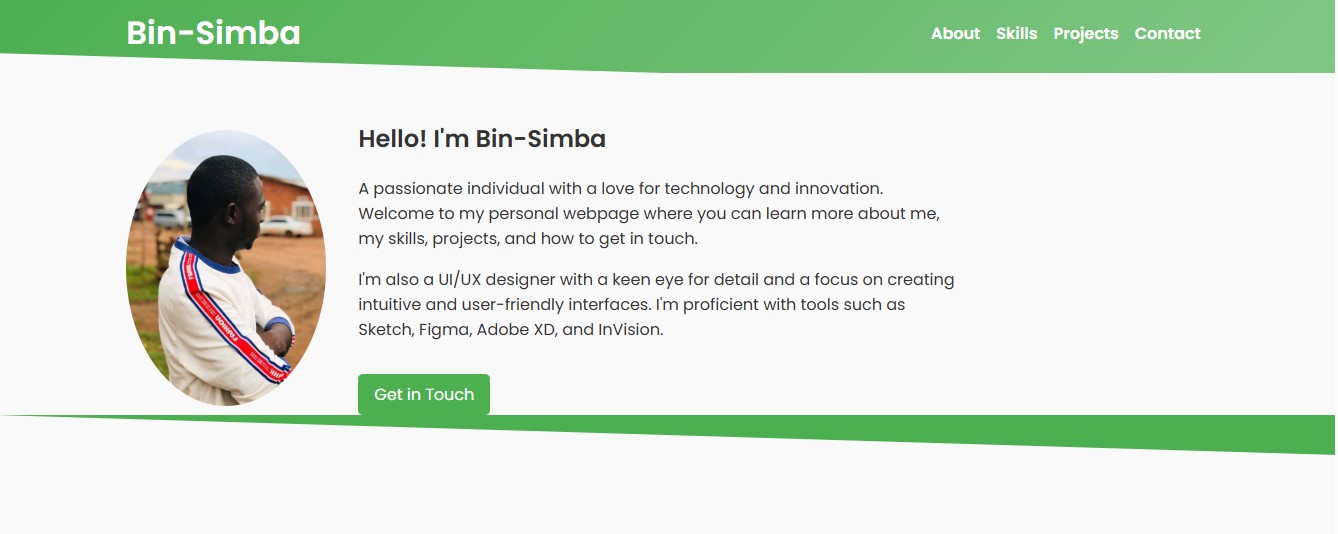 Bin-Simba
About Skills Projects Contact
Hello! I'm Bin-Simba
A passionate individual with a love for technology and innovation.
Welcome to my personal webpage where you can learn more about me,
my skills, projects, and how to get in touch.
I'm also a UI/UX designer with a keen eye for detail and a focus on creating
intuitive and user-friendly interfaces. I'm proficient with tools such as
Sketch, Figma, Adobe XD, and InVision.
Get in Touch